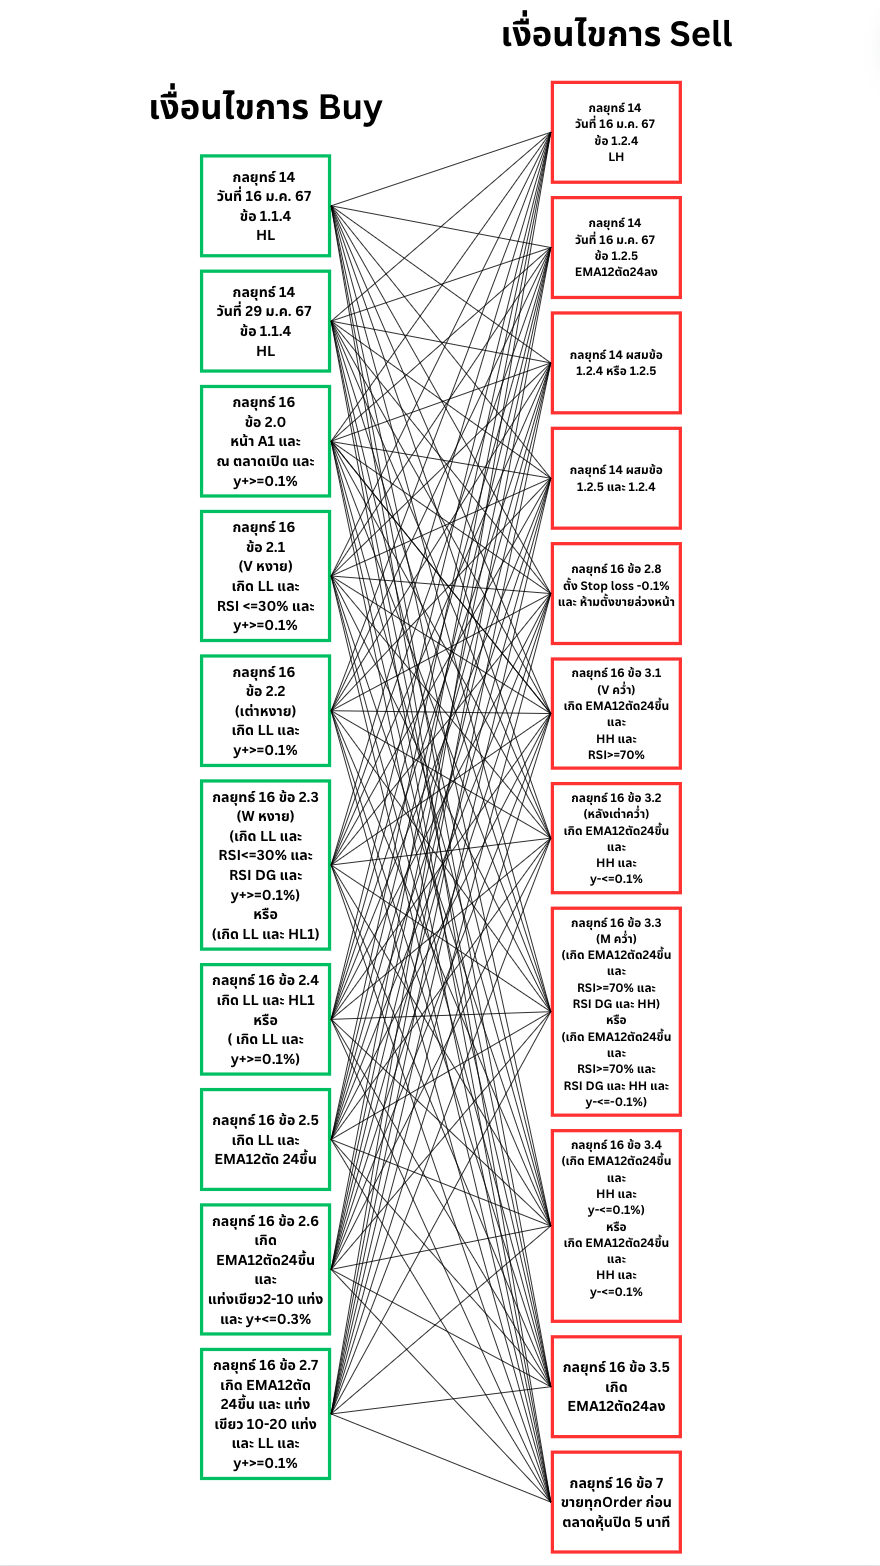 เงื่อนไขการ Sell
เงื่อนไขการ Buy
กลยุทธ์ 14
วันที่ 16 ม.ค. 67
ข้อ 1.1.4
HL
กลยุทธ์ 14
วันที่ 29 ม.ค. 67
ข้อ 1.1.4
HL
กลยุทธ์ 16
ข้อ 2.0
หน้า A1 และ
ณ ตลาดเปิด และ
y+>=0.1%
กลยุทธ์ 16
ข้อ 2.1
(V หงาย)
เกิด LL และ
RSI <=30% และ
y+>=0.1%
กลยุทธ์ 16
ข้อ 2.2
(เต่าหงาย)
เกิด LL และ
y+>=0.1%
กลยุทธ์ 16 ข้อ 2.3
(W หงาย)
(เกิด LL และ
RSI<=30% และ
RSI DG และ
y+>=0.1%)
หรือ
(เกิด LL และ HL1)
กลยุทธ์ 16 ข้อ 2.4
เกิด LL และ HL1
หรือ
( เกิด LL และ
y+>=0.1%)
กลยุทธ์ 16 ข้อ 2.5
เกิด LL และ
EMA12ตัด 24ขึ้น
กลยุทธ์ 16 ข้อ 2.6
เกิด
EMA12ตัด24ขึ้น
และ
แท่งเขียว2-10 แท่ง
และ y+<=0.3%
กลยุทธ์ 16 ข้อ 2.7
เกิด EMA12ตัด
24ขึ้น และ แท่ง
เขียว 10-20 แท่ง
และ LL และ
y+>=0.1%
กลยุทธ์ 14
วันที่ 16 ม.ค. 67
ข้อ 1.2.4
LH
กลยุทธ์ 14
วันที่ 16 ม.ค. 67
ข้อ 1.2.5
EMA12ตัด24ลง
กลยุทธ์ 14 ผสมข้อ
1.2.4 หรือ 1.2.5
กลยุทธ์ 14 ผสมข้อ
1.2.5 และ 1.2.4
กลยุทธ์ 16 ข้อ 2.8
ตั้ง Stop loss -0.1%
และ ห้ามตั้งขายล่วงหน้า
กลยุทธ์ 16 ข้อ 3.1
(V คว่ำ)
เกิด EMA12ตัด24ขึ้น
และ
HH และ
RSI>=70%
กลยุทธ์ 16 ข้อ 3.2
(หลังเต่าคว่ำ)
เกิด EMA12ตัด24ขึ้น
และ
HH และ
y-<=0.1%
กลยุทธ์ 16 ข้อ 3.3
(M คว่ำ)
(เกิด EMA12ตัด24ขึ้น
และ
RSI>=70% และ
RSI DG และ HH)
หรือ
(เกิด EMA12ตัด24ขึ้น
และ
RSI>=70% และ
RSI DG และ HH และ
y-<=-0.1%)
กลยุทธ์ 16 ข้อ 3.4
(เกิด EMA12ตัด24ขึ้น
และ
HH และ
y-<=0.1%)
หรือ
เกิด EMA12ตัด24ขึ้น
และ
HH และ
y-<=0.1%
กลยุทธ์ 16 ข้อ 3.5
เกิด
EMA12ตัด24ลง
กลยุทธ์ 16 ข้อ 7
ขายทุกOrder ก่อน
ตลาดหุ้นปิด 5 นาที